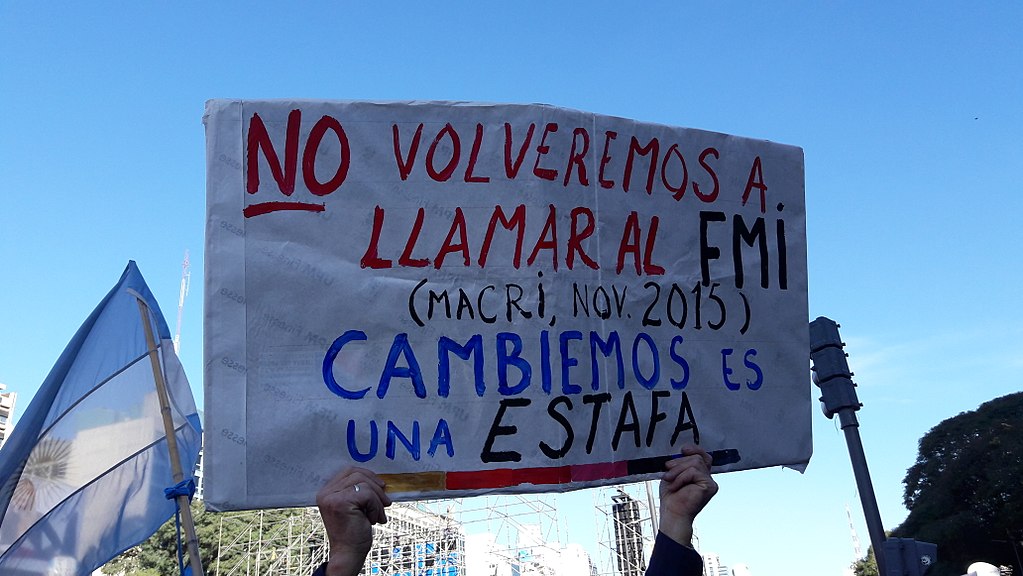 NO VOLVEREMOS A
LLAMAR AL FMi
(MACRi, NOV. 2015)
CAMBIEMOS ES
UNA ESTAFA